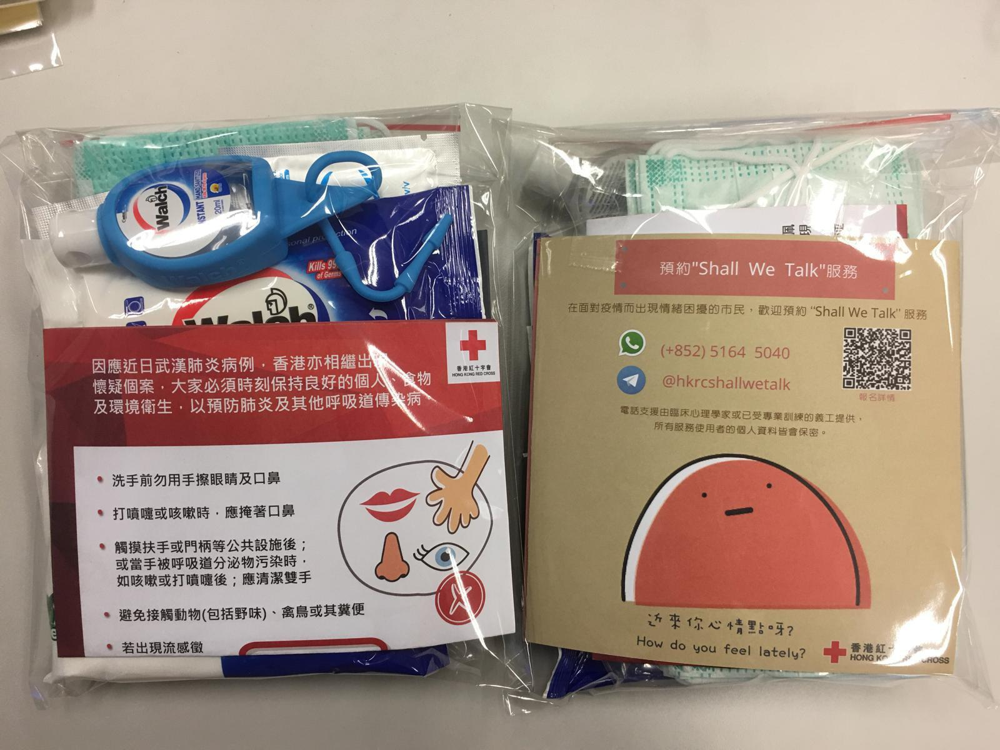 Walch
INSTANT HAND SANITIZER
20ml
v/v
sonal protection
Kills 99
of Germs
Walch®
Walch®
香港紅十字會
HONG KONG RED CROSS
因應近日武漢肺炎病例，香港亦相繼出現
懷疑個案，大家必須時刻保持良好的個人、食物
及環境衛生，以預防肺炎及其他呼吸道傳染病。
• 洗手前勿用手擦眼睛及口鼻
• 打噴嚏或咳嗽時，應掩著口鼻
• 觸摸扶手或門柄等公共設施後；
或當手被呼吸道分泌物污染時，
如咳嗽或打噴嚏後；應清潔雙手
• 避免接觸動物(包括野味)、禽鳥或其糞便
• 若出現流感徵
預約"Shall We Talk"服務
在面對疫情而出現情緒困擾的市民，歡迎預約 "Shall We Talk" 服務
(+852) 5164 5040
@hkrcshallwetalk
報名詳情
電話支援由臨床心理學家或已受專業訓練的義工提供，
所有服務使用者的個人資料皆會保密。
近來你心情點呀?
How do you feel lately?
香港紅十字會
HONG KONG RED CROSS